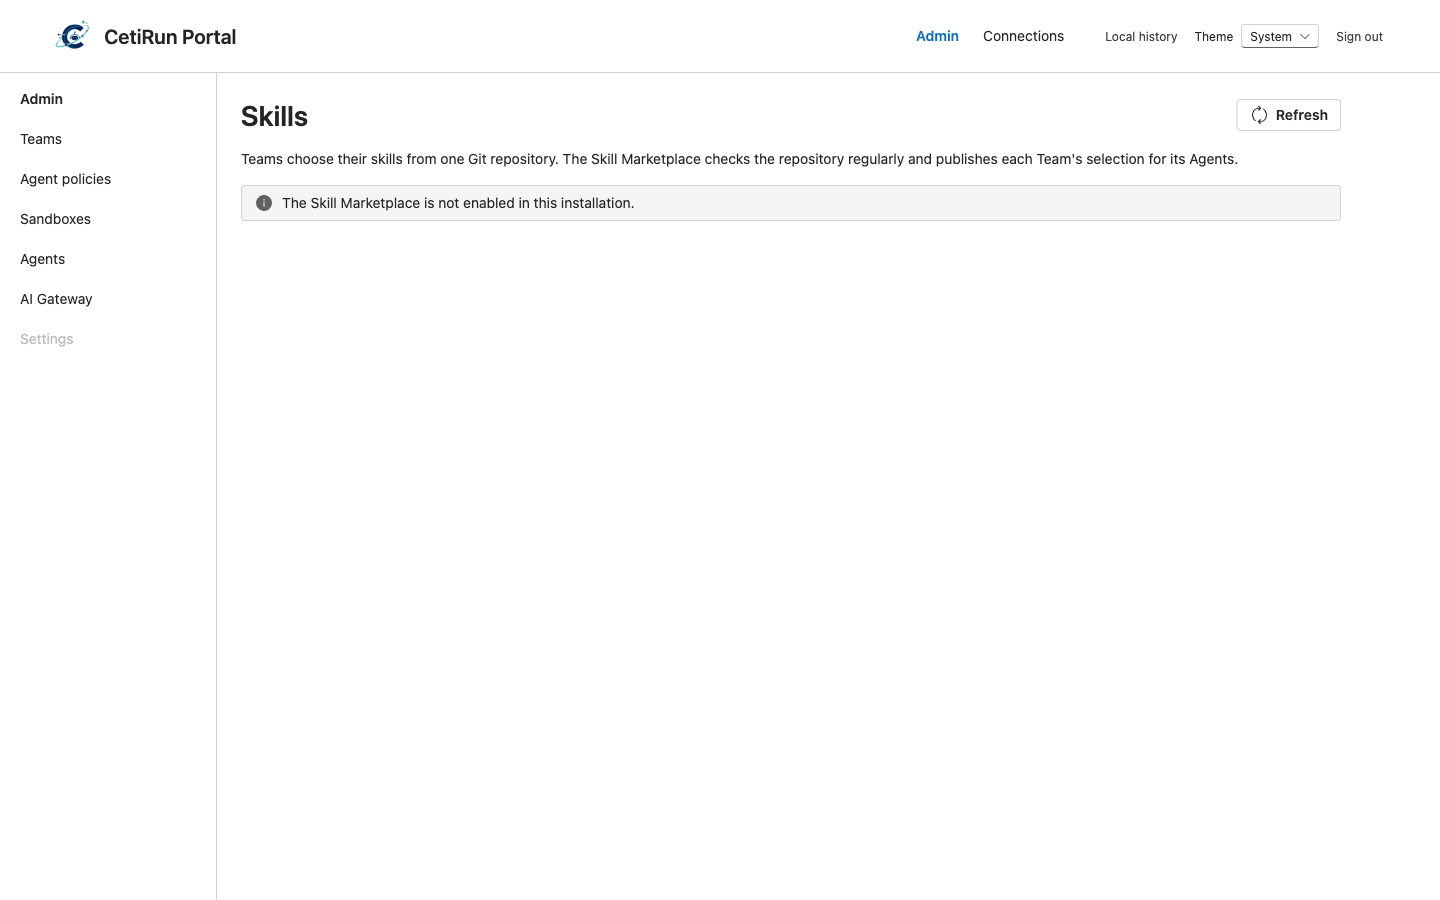 CetiRun Portal
Admin
Connections
Local history
Theme
System
Sign out
Admin
Teams
Agent policies
Sandboxes
Agents
AI Gateway
Settings
Skills
Refresh
Teams choose their skills from one Git repository. The Skill Marketplace checks the repository regularly and publishes each Team's selection for its Agents.
The Skill Marketplace is not enabled in this installation.